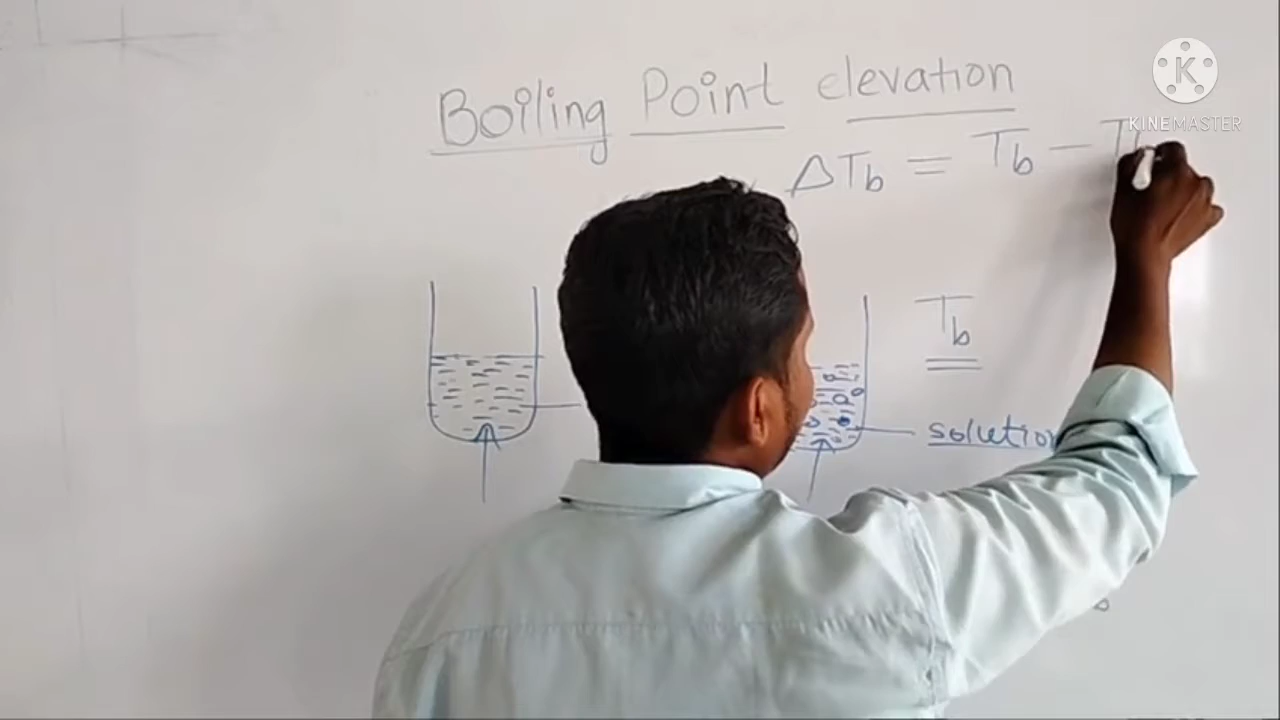 Boiling Point elevation
K
KINEMASTER
ΔTb = Tb - T
Tb
solution